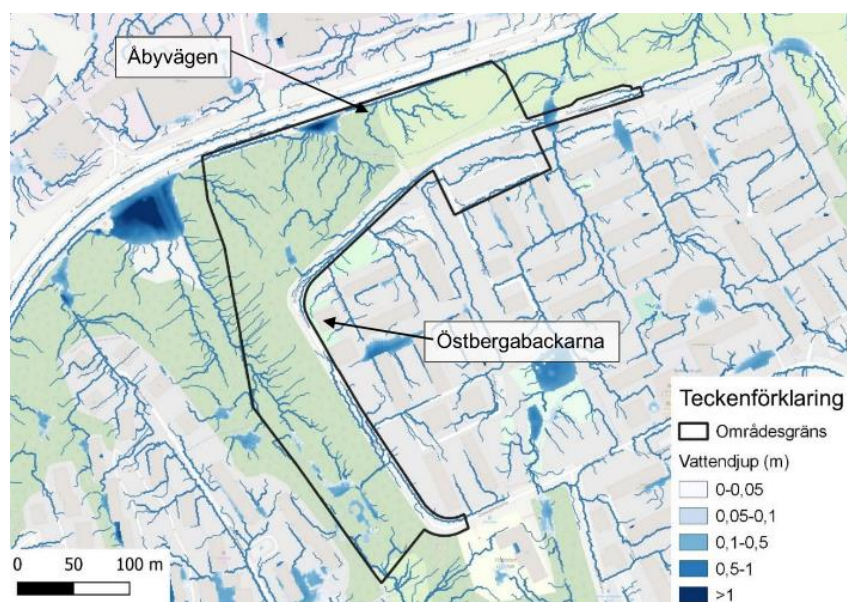 Åbyvägen
Östbergabackarna
Teckenförklaring
Områdesgräns
Vattendjup (m)
0-0,05
0,05-0,1
0,1-0,5
0,5-1
>1
0 50 100 m